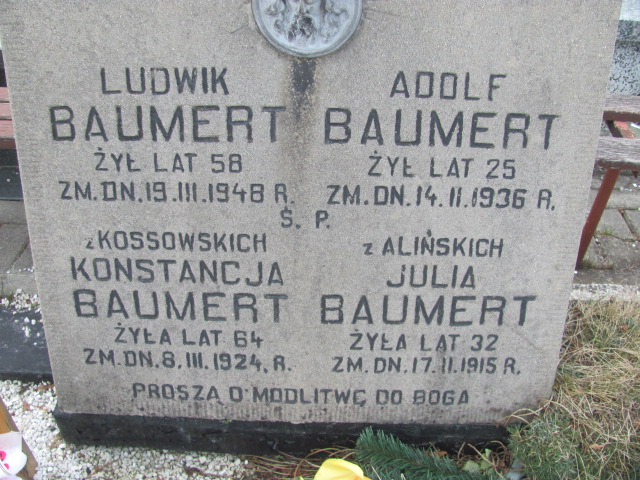 LUDWIK
BAUMERT
ŻYŁ LAT 58
ZM. DN. 19.III.1948 R.
ADOLF
BAUMERT
ŻYŁ LAT 25
ZM. DN. 14.II.1936 R.
Ś. P.
z KOSSOWSKICH
KONSTANCJA
BAUMERT
ŻYŁA LAT 64
ZM. DN. 8.III.1924. R.
z ALIŃSKICH
JULIA
BAUMERT
ŻYŁA LAT 32
ZM. DN. 17.II.1915 R.
PROSZĄ O MODLITWĘ DO BOGA